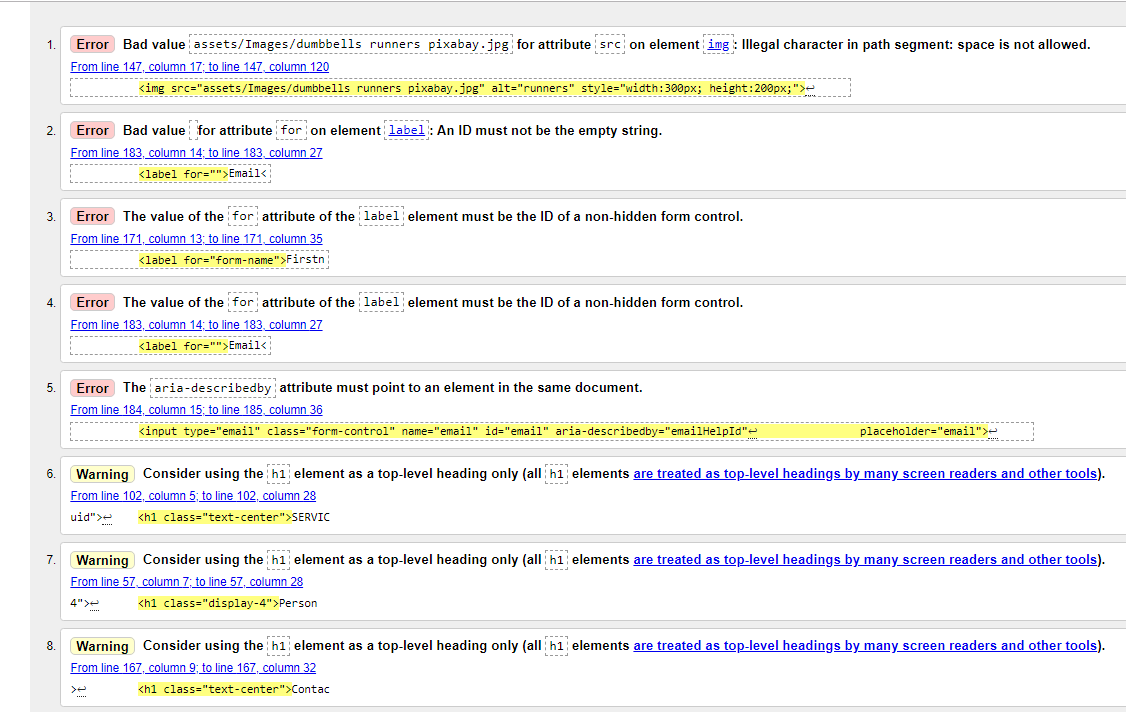 1. Error Bad value assets/Images/dumbbells runners pixabay.jpg for attribute src on element img: Illegal character in path segment: space is not allowed.
From line 147, column 17; to line 147, column 120
<img src="assets/Images/dumbbells runners pixabay.jpg" alt="runners" style="width:300px; height:200px;">↩
2. Error Bad value for attribute for on element label: An ID must not be the empty string.
From line 183, column 14; to line 183, column 27
<label for="">Email<
3. Error The value of the for attribute of the label element must be the ID of a non-hidden form control.
From line 171, column 13; to line 171, column 35
<label for="form-name">Firstn
4. Error The value of the for attribute of the label element must be the ID of a non-hidden form control.
From line 183, column 14; to line 183, column 27
<label for="">Email<
5. Error The aria-describedby attribute must point to an element in the same document.
From line 184, column 15; to line 185, column 36
<input type="email" class="form-control" name="email" id="email" aria-describedby="emailHelpId"↩ placeholder="email">↩
6. Warning Consider using the h1 element as a top-level heading only (all h1 elements are treated as top-level headings by many screen readers and other tools).
From line 102, column 5; to line 102, column 28
uid">↩ <h1 class="text-center">SERVIC
7. Warning Consider using the h1 element as a top-level heading only (all h1 elements are treated as top-level headings by many screen readers and other tools).
From line 57, column 7; to line 57, column 28
4">↩ <h1 class="display-4">Person
8. Warning Consider using the h1 element as a top-level heading only (all h1 elements are treated as top-level headings by many screen readers and other tools).
From line 167, column 9; to line 167, column 32
>↩ <h1 class="text-center">Contac